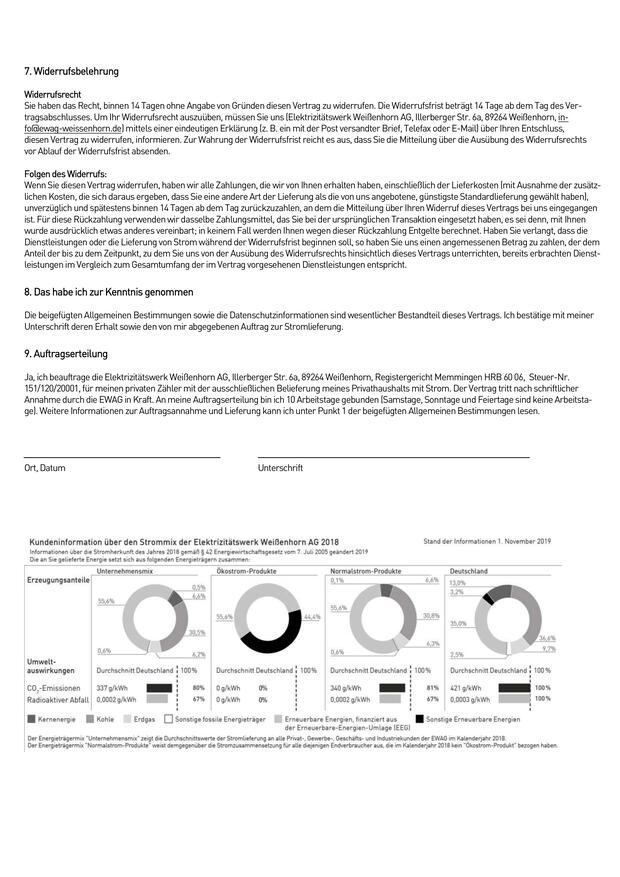 7. Widerrufsbelehrung
Widerrufsrecht
Sie haben das Recht, binnen 14 Tagen ohne Angabe von Gründen diesen Vertrag zu widerrufen. Die Widerrufsfrist beträgt 14 Tage ab dem Tag des Ver-
tragsabschlusses. Um Ihr Widerrufsrecht auszuüben, müssen Sie uns (Elektrizitätswerk Weißenhorn AG, Illerberger Str. 6a, 89264 Weißenhorn, in-
fo@ewag-weissenhorn.de) mittels einer eindeutigen Erklärung (z. B. ein mit der Post versandter Brief, Telefax oder E-Mail) über Ihren Entschluss,
diesen Vertrag zu widerrufen, informieren. Zur Wahrung der Widerrufsfrist reicht es aus, dass Sie die Mitteilung über die Ausübung des Widerrufsrechts
vor Ablauf der Widerrufsfrist absenden.
Folgen des Widerrufs:
Wenn Sie diesen Vertrag widerrufen, haben wir alle Zahlungen, die wir von Ihnen erhalten haben, einschließlich der Lieferkosten (mit Ausnahme der zusätz-
lichen Kosten, die sich daraus ergeben, dass Sie eine andere Art der Lieferung als die von uns angebotene, günstigste Standardlieferung gewählt haben),
unverzüglich und spätestens binnen 14 Tagen ab dem Tag zurückzuzahlen, an dem die Mitteilung über Ihren Widerruf dieses Vertrags bei uns eingegangen
ist. Für diese Rückzahlung verwenden wir dasselbe Zahlungsmittel, das Sie bei der ursprünglichen Transaktion eingesetzt haben, es sei denn, mit Ihnen
wurde ausdrücklich etwas anderes vereinbart; in keinem Fall werden Ihnen wegen dieser Rückzahlung Entgelte berechnet. Haben Sie verlangt, dass die
Dienstleistungen oder die Lieferung von Strom während der Widerrufsfrist beginnen soll, so haben Sie uns einen angemessenen Betrag zu zahlen, der dem
Anteil der bis zu dem Zeitpunkt, zu dem Sie uns von der Ausübung des Widerrufsrechts hinsichtlich dieses Vertrags unterrichten, bereits erbrachten Dienst-
leistungen im Vergleich zum Gesamtumfang der im Vertrag vorgesehenen Dienstleistungen entspricht.
8. Das habe ich zur Kenntnis genommen
Die beigefügten Allgemeinen Bestimmungen sowie die Datenschutzinformationen sind wesentlicher Bestandteil dieses Vertrags. Ich bestätige mit meiner
Unterschrift deren Erhalt sowie den von mir abgegebenen Auftrag zur Stromlieferung.
9. Auftragserteilung
Ja, ich beauftrage die Elektrizitätswerk Weißenhorn AG, Illerberger Str. 6a, 89264 Weißenhorn, Registergericht Memmingen HRB 60 06, Steuer-Nr.
151/120/20001, für meinen privaten Zähler mit der ausschließlichen Belieferung meines Privathaushalts mit Strom. Der Vertrag tritt nach schriftlicher
Annahme durch die EWAG in Kraft. An meine Auftragserteilung bin ich 10 Arbeitstage gebunden (Samstage, Sonntage und Feiertage sind keine Arbeitsta-
ge). Weitere Informationen zur Auftragsannahme und Lieferung kann ich unter Punkt 1 der beigefügten Allgemeinen Bestimmungen lesen.
Ort, Datum Unterschrift
Kundeninformation über den Strommix der Elektrizitätswerk Weißenhorn AG 2018 Stand der Informationen 1. November 2019
Informationen über die Stromherkunft des Jahres 2018 gemäß § 42 Energiewirtschaftsgesetz vom 7. Juli 2005 geändert 2019
Die an Sie gelieferte Energie setzt sich aus folgenden Energieträgern zusammen:
Unternehmensmix Ökostrom-Produkte Normalstrom-Produkte Deutschland
Erzeugungsanteile
0,5%
6,6%
55,6%
30,5%
0,6%
6,2%
55,6%
44,4%
0,1%
6,6%
55,6%
30,8%
0,6%
6,3%
13,0%
3,2%
35,0%
36,6%
2,5%
9,7%
Umwelt-
auswirkungen Durchschnitt Deutschland 100% Durchschnitt Deutschland 100% Durchschnitt Deutschland 100% Durchschnitt Deutschland 100%
CO2-Emissionen 337 g/kWh 80% 0 g/kWh 0% 340 g/kWh 81% 421 g/kWh 100%
Radioaktiver Abfall 0,0002 g/kWh 67% 0 g/kWh 0% 0,0002 g/kWh 67% 0,0003 g/kWh 100%
Kernenergie Kohle Erdgas Sonstige fossile Energieträger Erneuerbare Energien, finanziert aus Sonstige Erneuerbare Energien
der Erneuerbare-Energien-Umlage (EEG)
Der Energieträgermix "Unternehmensmix" zeigt die Durchschnittswerte der Stromlieferung an alle Privat-, Gewerbe-, Geschäfts- und Industriekunden der EWAG im Kalenderjahr 2018.
Der Energieträgermix "Normalstrom-Produkte" weist demgegenüber die Stromzusammensetzung für alle diejenigen Endverbraucher aus, die im Kalenderjahr 2018 kein "Ökostrom-Produkt" bezogen haben.